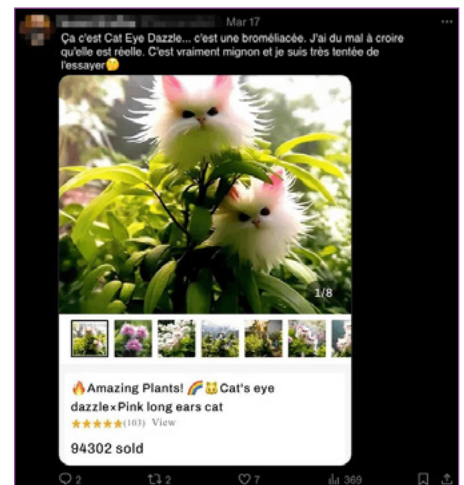 Mar 17
Ça c'est Cat Eye Dazzle... c'est une broméliacée. J'ai du mal à croire
qu'elle est réelle. C'est vraiment mignon et je suis très tentée de
l'essayer🤔
1/8
🔥Amazing Plants! 🌈🐱Cat's eye
dazzle×Pink long ears cat
★★★★★(103) View
94302 sold
2 2 7 369